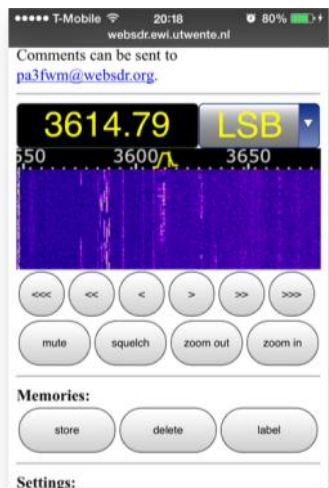 T-Mobile 20:18 80%
websdr.ewi.utwente.nl
Comments can be sent to
pa3fwm@websdr.org.
3614.79 LSB
550 3600 3650
<<< << < > >> >>>
mute squelch zoom out zoom in
Memories:
store delete label
Settings: